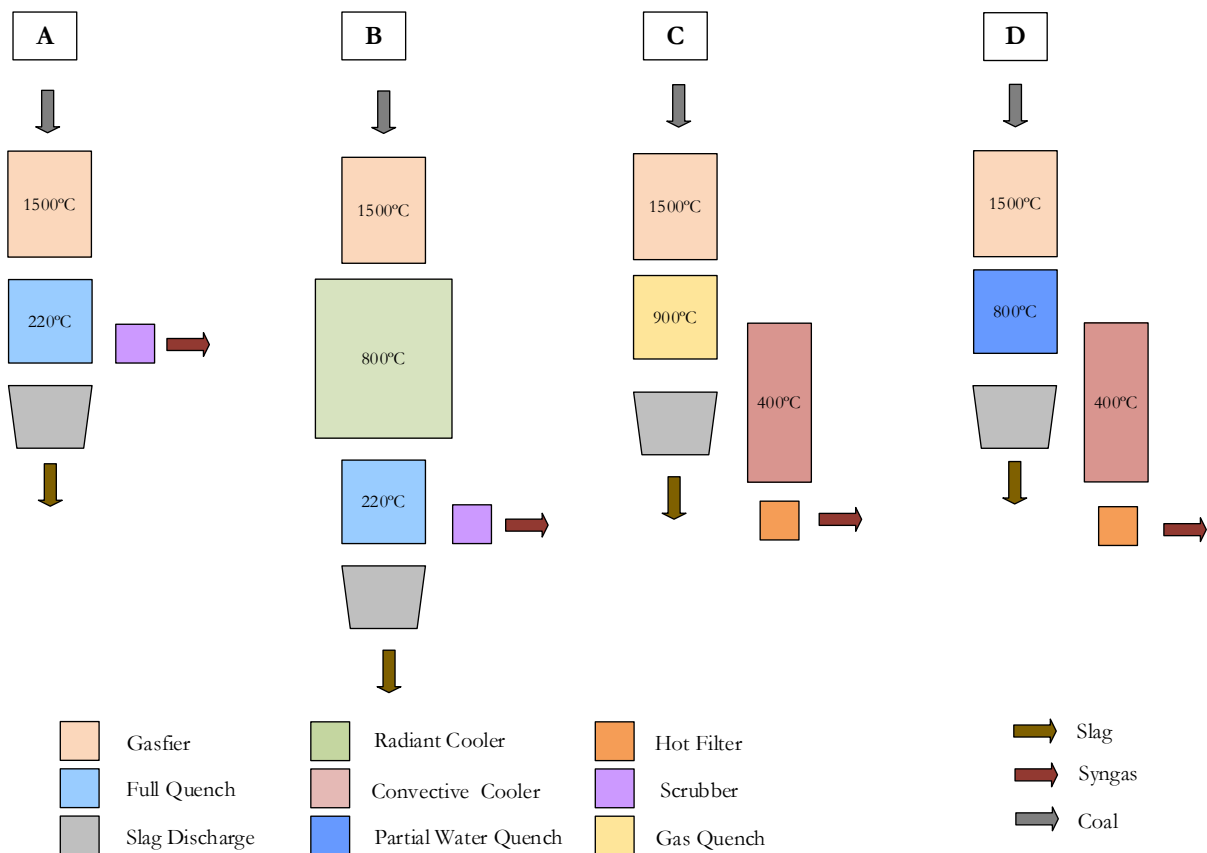 A
B
C
D
1500ºC
1500ºC
1500ºC
1500ºC
220ºC
800ºC
900ºC
800ºC
400ºC
400ºC
220ºC
Gasfier
Radiant Cooler
Hot Filter
Slag
Full Quench
Convective Cooler
Scrubber
Syngas
Slag Discharge
Partial Water Quench
Gas Quench
Coal